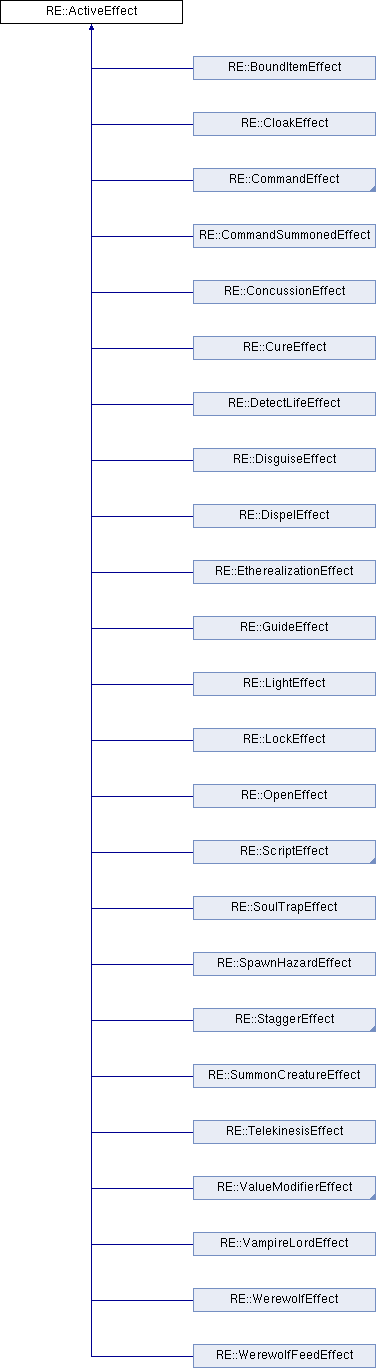 RE::ActiveEffect
RE::BoundItemEffect
RE::CloakEffect
RE::CommandEffect
RE::CommandSummonedEffect
RE::ConcussionEffect
RE::CureEffect
RE::DetectLifeEffect
RE::DisguiseEffect
RE::DispelEffect
RE::EtherealizationEffect
RE::GuideEffect
RE::LightEffect
RE::LockEffect
RE::OpenEffect
RE::ScriptEffect
RE::SoulTrapEffect
RE::SpawnHazardEffect
RE::StaggerEffect
RE::SummonCreatureEffect
RE::TelekinesisEffect
RE::ValueModifierEffect
RE::VampireLordEffect
RE::WerewolfEffect
RE::WerewolfFeedEffect